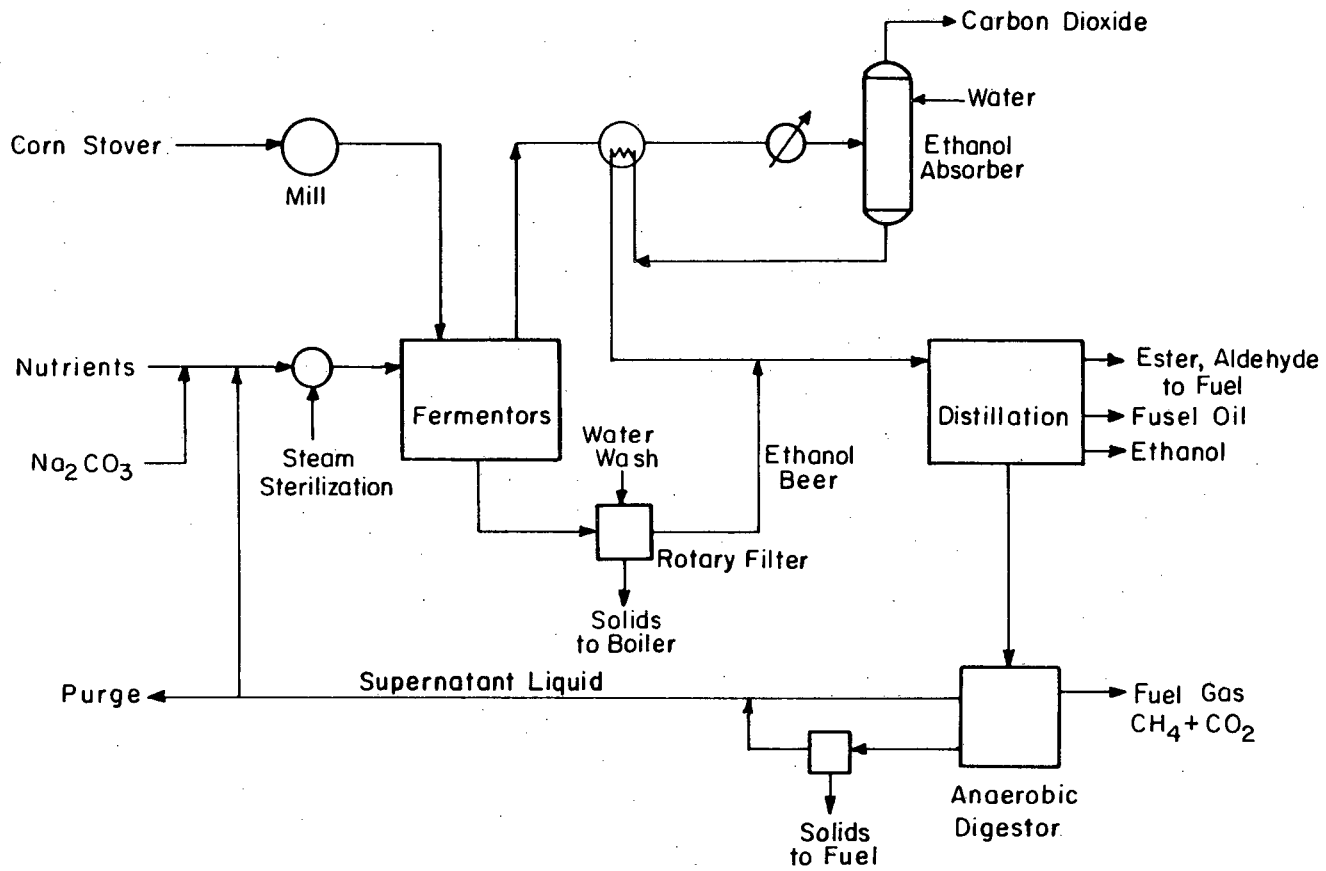 Carbon Dioxide
Water
Corn Stover
Ethanol
Absorber
Mill
Nutrients
Ester, Aldehyde
to Fuel
Fermentors
Distillation
Fusel Oil
Water
Wash
Ethanol
Beer
Ethanol
Na2CO3
Steam
Sterilization
Rotary Filter
Solids
to Boiler
Supernatant Liquid
Purge
Fuel Gas
CH4+CO2
Anaerobic
Digestor
Solids
to Fuel